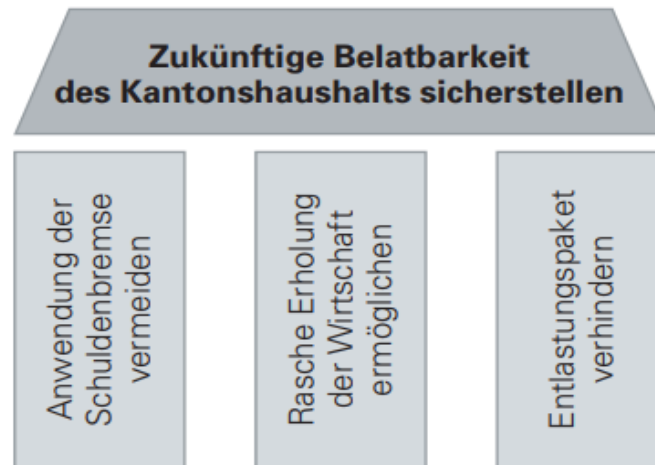 Zukünftige Belatbarkeit
des Kantonshaushalts sicherstellen
Anwendung der
Schuldenbremse
vermeiden
Rasche Erholung
der Wirtschaft
ermöglichen
Entlastungspaket
verhindern